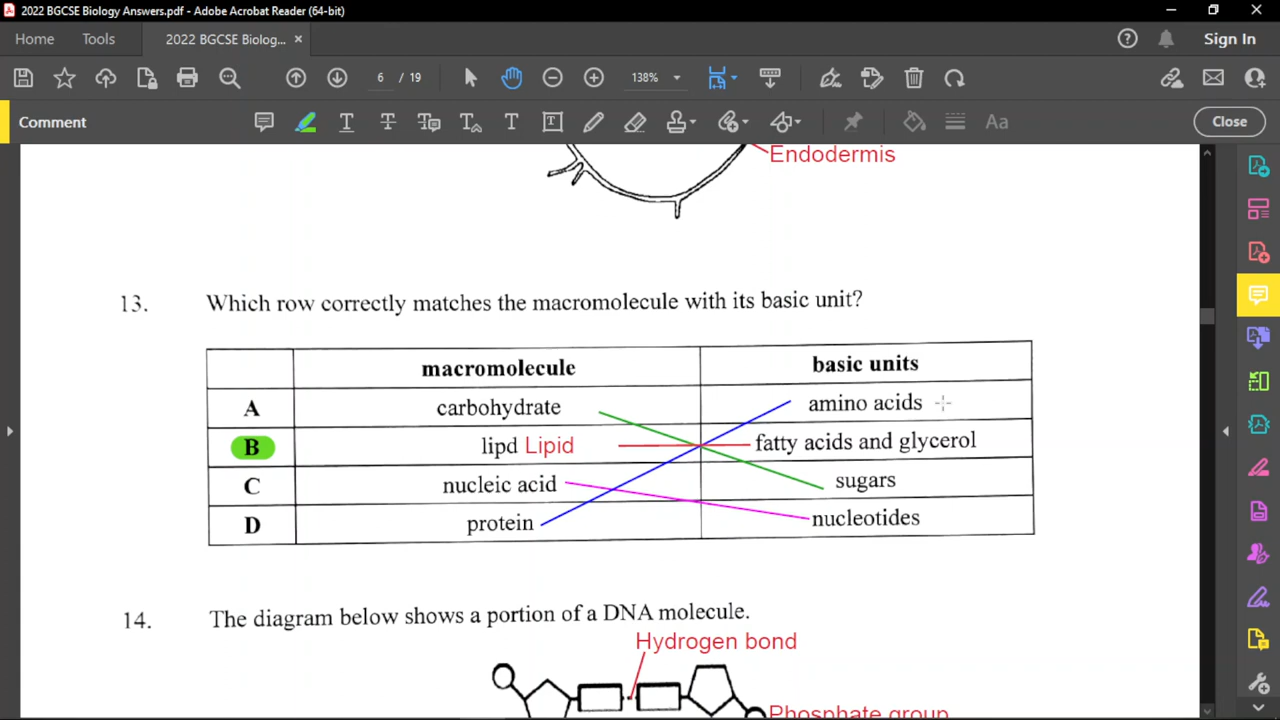 2022 BGCSE Biology Answers.pdf - Adobe Acrobat Reader (64-bit)
Home Tools 2022 BGCSE Biolog... × Sign In
6 / 19 138%
Comment Aa Close
Endodermis
13. Which row correctly matches the macromolecule with its basic unit?
macromolecule basic units
A carbohydrate amino acids
B lipd Lipid fatty acids and glycerol
C nucleic acid sugars
D protein nucleotides
14. The diagram below shows a portion of a DNA molecule.
Hydrogen bond
Phosphate group